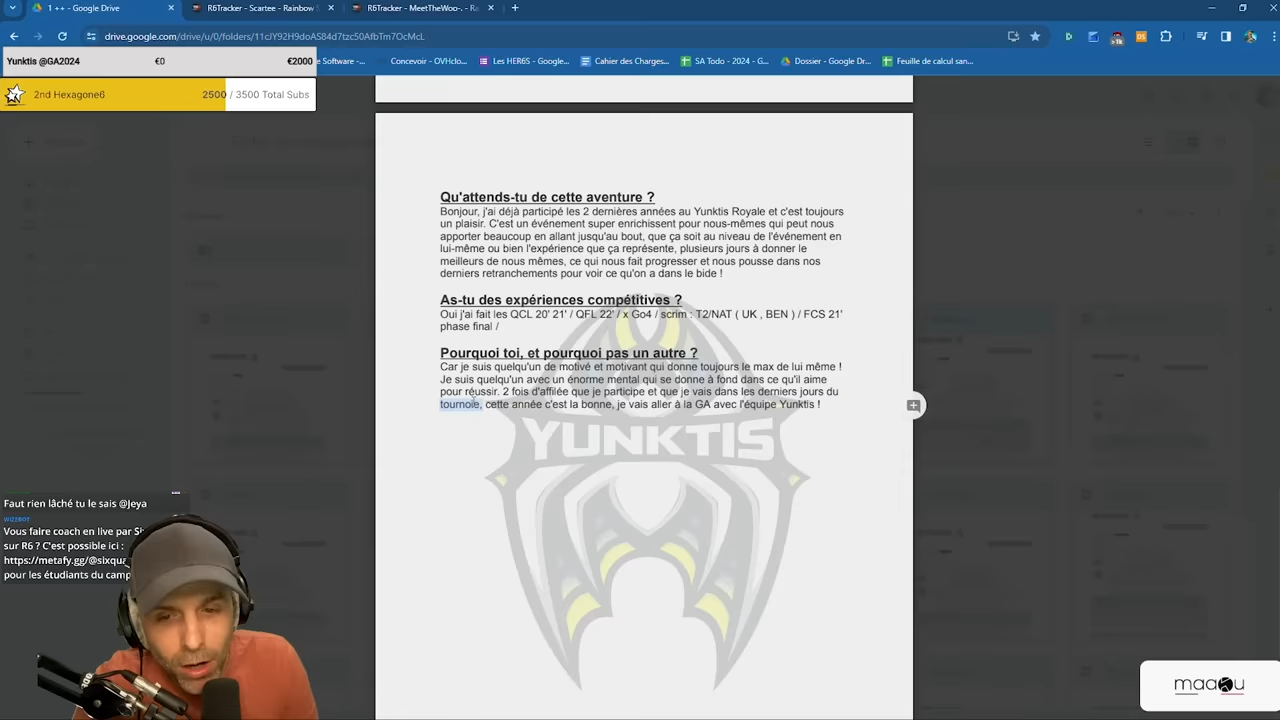 1 ++ - Google Drive
R6Tracker - Scartee - Rainbow S
R6Tracker - MeetTheWoo-. - Ra
drive.google.com/drive/u/0/folders/11cJY92H9doAS84d7tzc50AfbTm7OcMcL
Yunktis @GA2024 €0 €2000
e Software -...
Concevoir - OVHclo...
Les HER6S - Google...
Cahier des Charges...
SA Todo - 2024 - G...
Dossier - Google Dr...
Feuille de calcul san...
2nd Hexagone6 2500 / 3500 Total Subs
Qu'attends-tu de cette aventure ?
Bonjour, j'ai déjà participé les 2 dernières années au Yunktis Royale et c'est toujours
un plaisir. C'est un événement super enrichissent pour nous-mêmes qui peut nous
apporter beaucoup en allant jusqu'au bout, que ça soit au niveau de l'événement en
lui-même ou bien l'expérience que ça représente, plusieurs jours à donner le
meilleurs de nous mêmes, ce qui nous fait progresser et nous pousse dans nos
derniers retranchements pour voir ce qu'on a dans le bide !
As-tu des expériences compétitives ?
Oui j'ai fait les QCL 20' 21' / QFL 22' / x Go4 / scrim : T2/NAT ( UK , BEN ) / FCS 21'
phase final /
Pourquoi toi, et pourquoi pas un autre ?
Car je suis quelqu'un de motivé et motivant qui donne toujours le max de lui même !
Je suis quelqu'un avec un énorme mental qui se donne à fond dans ce qu'il aime
pour réussir. 2 fois d'affilée que je participe et que je vais dans les derniers jours du
tournoie, cette année c'est la bonne, je vais aller à la GA avec l'équipe Yunktis !
YUNKTIS
Faut rien lâché tu le sais @Jeya
WIZEBOT
Vous faire coach en live par Si
sur R6 ? C'est possible ici :
https://metafy.gg/@sixqua
pour les étudiants du camp
maaou